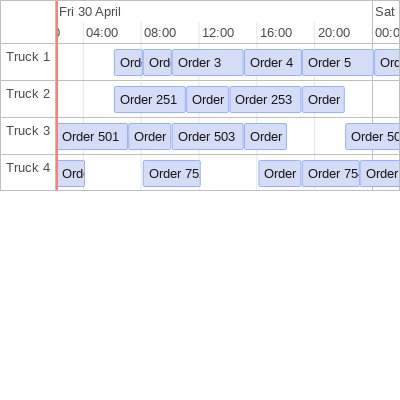 Fri 30 April Sat
04:00 08:00 12:00 16:00 20:00 00:0
Truck 1 Ord Ord Order 3 Order 4 Order 5 Ord
Truck 2 Order 251 Order Order 253 Order
Truck 3 Order 501 Order Order 503 Order Order 50
Truck 4 Ord Order 75 Order Order 75 Order